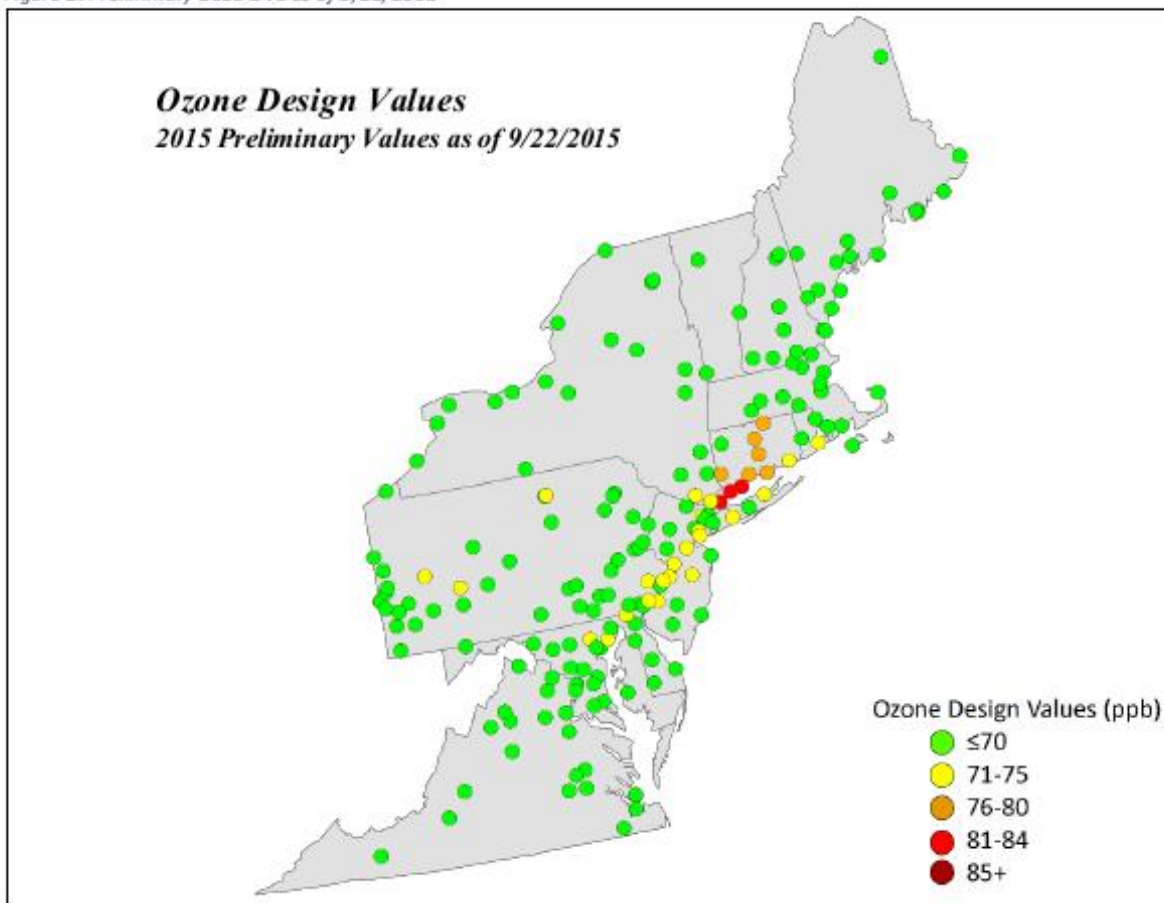 Ozone Design Values
2015 Preliminary Values as of 9/22/2015
Ozone Design Values (ppb)
≤70
71-75
76-80
81-84
85+